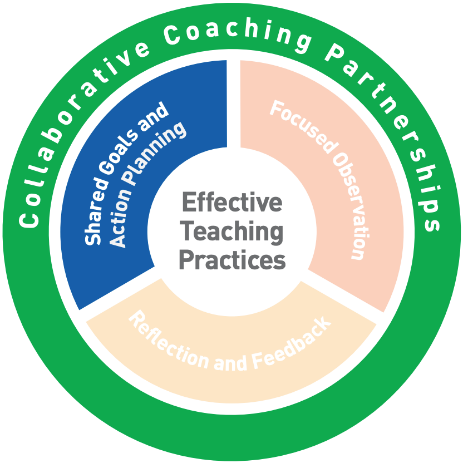 Collaborative Coaching Partnerships
Shared Goals and
Action Planning
Focused Observation
Effective
Teaching
Practices
Reflection and Feedback